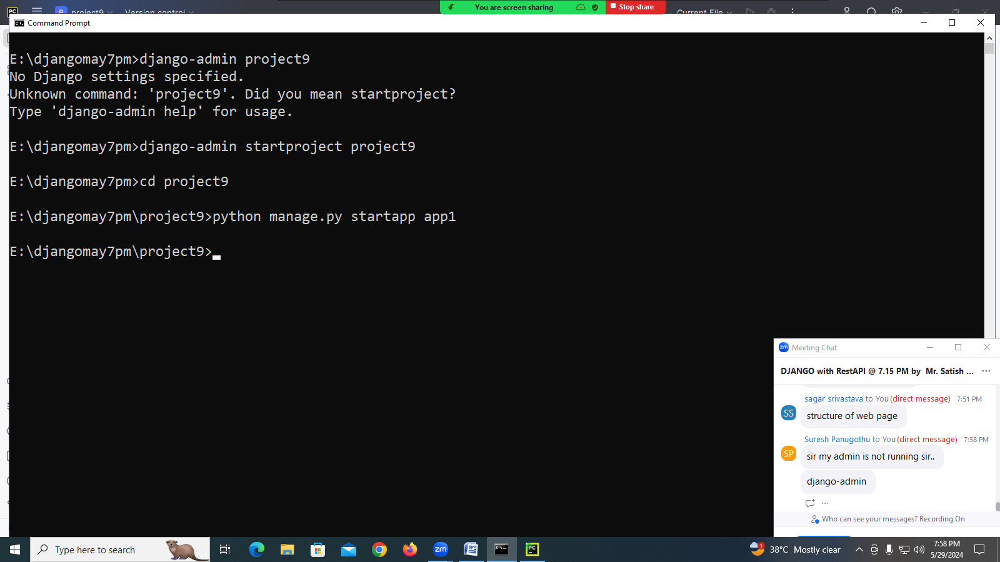 PC
P project9 Version control
You are screen sharing
Stop share
Current File
Command Prompt
E:\djangomay7pm>django-admin project9
No Django settings specified.
Unknown command: 'project9'. Did you mean startproject?
Type 'django-admin help' for usage.
E:\djangomay7pm>django-admin startproject project9
E:\djangomay7pm>cd project9
E:\djangomay7pm\project9>python manage.py startapp app1
E:\djangomay7pm\project9>
zm Meeting Chat
DJANGO with RestAPI @ 7.15 PM by Mr. Satish ...
sagar srivastava to You (direct message) 7:51 PM
SS
structure of web page
Suresh Panugothu to You (direct message) 7:58 PM
SP
sir my admin is not running sir..
django-admin
Who can see your messages? Recording On
Type here to search
zm
W
PC
1
38°C Mostly clear
7:58 PM
5/29/2024